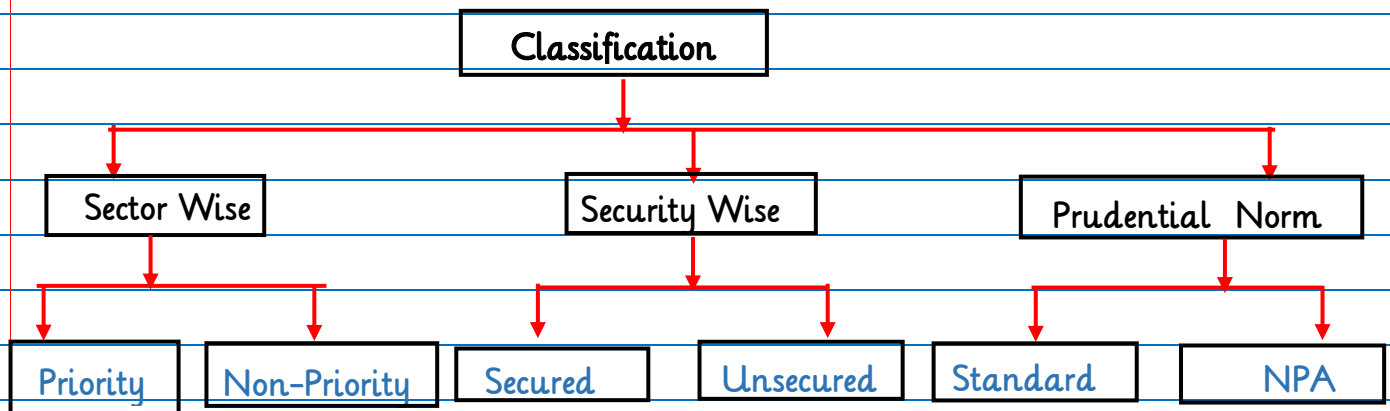 Classification
Sector Wise Security Wise Prudential Norm
Priority Non-Priority Secured Unsecured Standard NPA